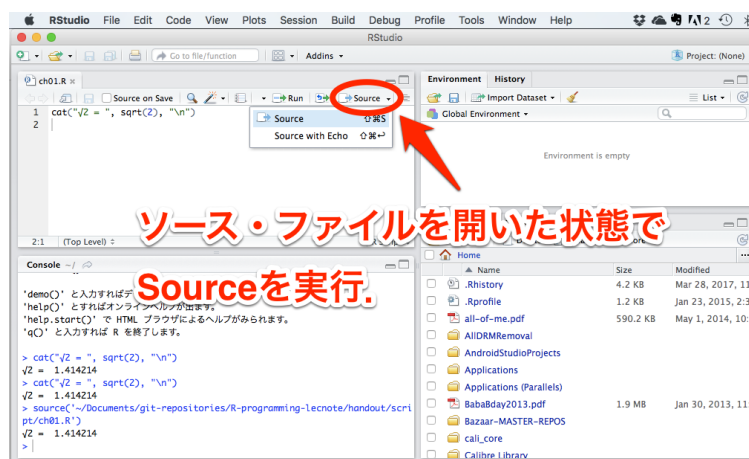 RStudio File Edit Code View Plots Session Build Debug Profile Tools Window Help 2
RStudio
Go to file/function Addins Project: (None)
ch01.R
Source on Save Run Source
1 cat("√2 = ", sqrt(2), "\n")
2
Source ⇧⌘S
Source with Echo ⇧⌘↩
Environment History
Import Dataset List
Global Environment
Environment is empty
ソース・ファイルを開いた状態で
Sourceを実行.
2:1 (Top Level)
Console ~/
'demo()' と入力すればデ
'help()' とすればオンラインヘルプが出ます。
'help.start()' で HTML ブラウザによるヘルプがみられます。
'q()' と入力すれば R を終了します。
> cat("√2 = ", sqrt(2), "\n")
√2 = 1.414214
> cat("√2 = ", sqrt(2), "\n")
√2 = 1.414214
> source('~/Documents/git-repositories/R-programming-lecnote/handout/scri
pt/ch01.R')
√2 = 1.414214
>
Home
Name Size Modified
.Rhistory 4.2 KB Mar 28, 2017, 11
.Rprofile 1.2 KB Jan 23, 2015, 2:3
all-of-me.pdf 590.2 KB May 1, 2014, 10:
AllDRMRemoval
AndroidStudioProjects
Applications
Applications (Parallels)
BabaBday2013.pdf 1.9 MB Jan 30, 2013, 11:
Bazaar-MASTER-REPOS
cali_core
Calibre Library